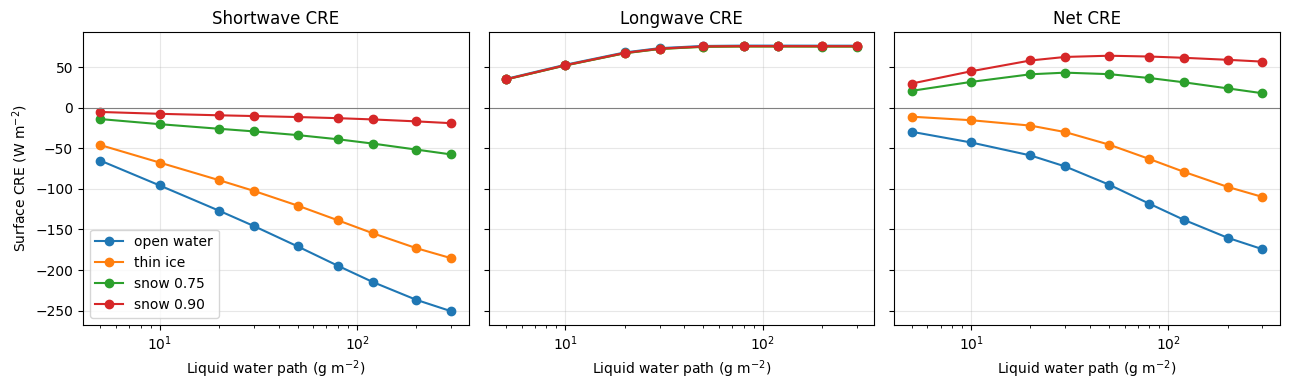 Shortwave CRE
Longwave CRE
Net CRE
Surface CRE (W m⁻²)
50
0
−50
−100
−150
−200
−250
open water
thin ice
snow 0.75
snow 0.90
10¹
10²
10¹
10²
10¹
10²
Liquid water path (g m⁻²)
Liquid water path (g m⁻²)
Liquid water path (g m⁻²)